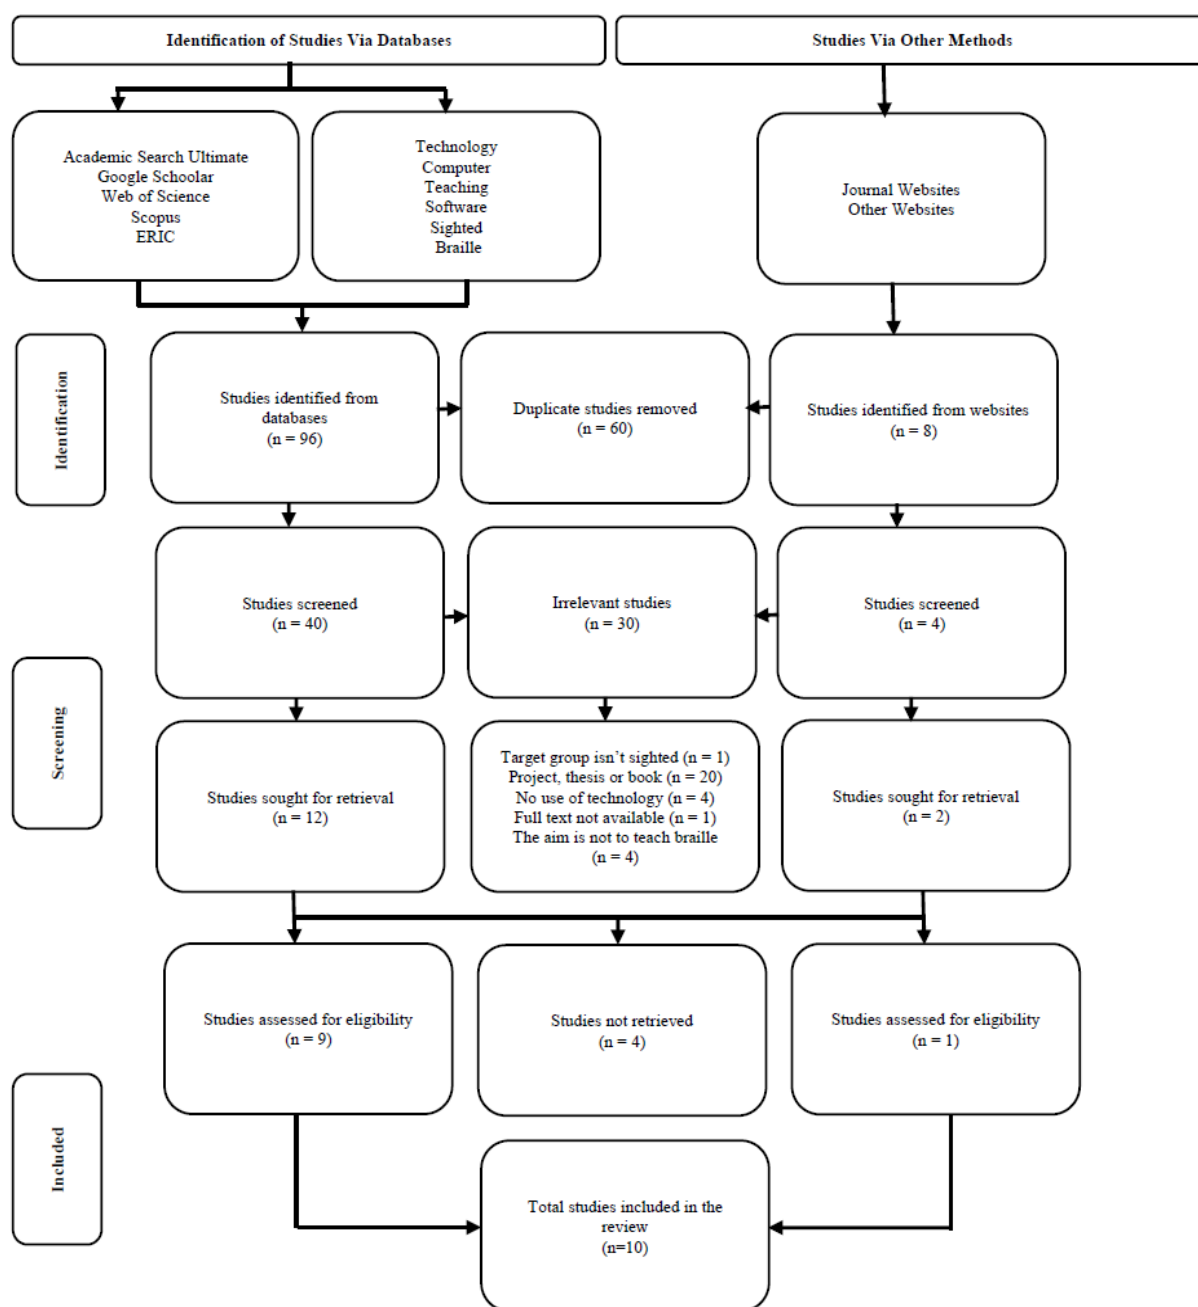 Identification of Studies Via Databases
Studies Via Other Methods
Academic Search Ultimate
Google Schoolar
Web of Science
Scopus
ERIC
Technology
Computer
Teaching
Software
Sighted
Braille
Journal Websites
Other Websites
Identification
Studies identified from
databases
(n = 96)
Duplicate studies removed
(n = 60)
Studies identified from websites
(n = 8)
Studies screened
(n = 40)
Irrelevant studies
(n = 30)
Studies screened
(n = 4)
Screening
Studies sought for retrieval
(n = 12)
Target group isn’t sighted (n = 1)
Project, thesis or book (n = 20)
No use of technology (n = 4)
Full text not available (n = 1)
The aim is not to teach braille
(n = 4)
Studies sought for retrieval
(n = 2)
Studies assessed for eligibility
(n = 9)
Studies not retrieved
(n = 4)
Studies assessed for eligibility
(n = 1)
Included
Total studies included in the
review
(n=10)